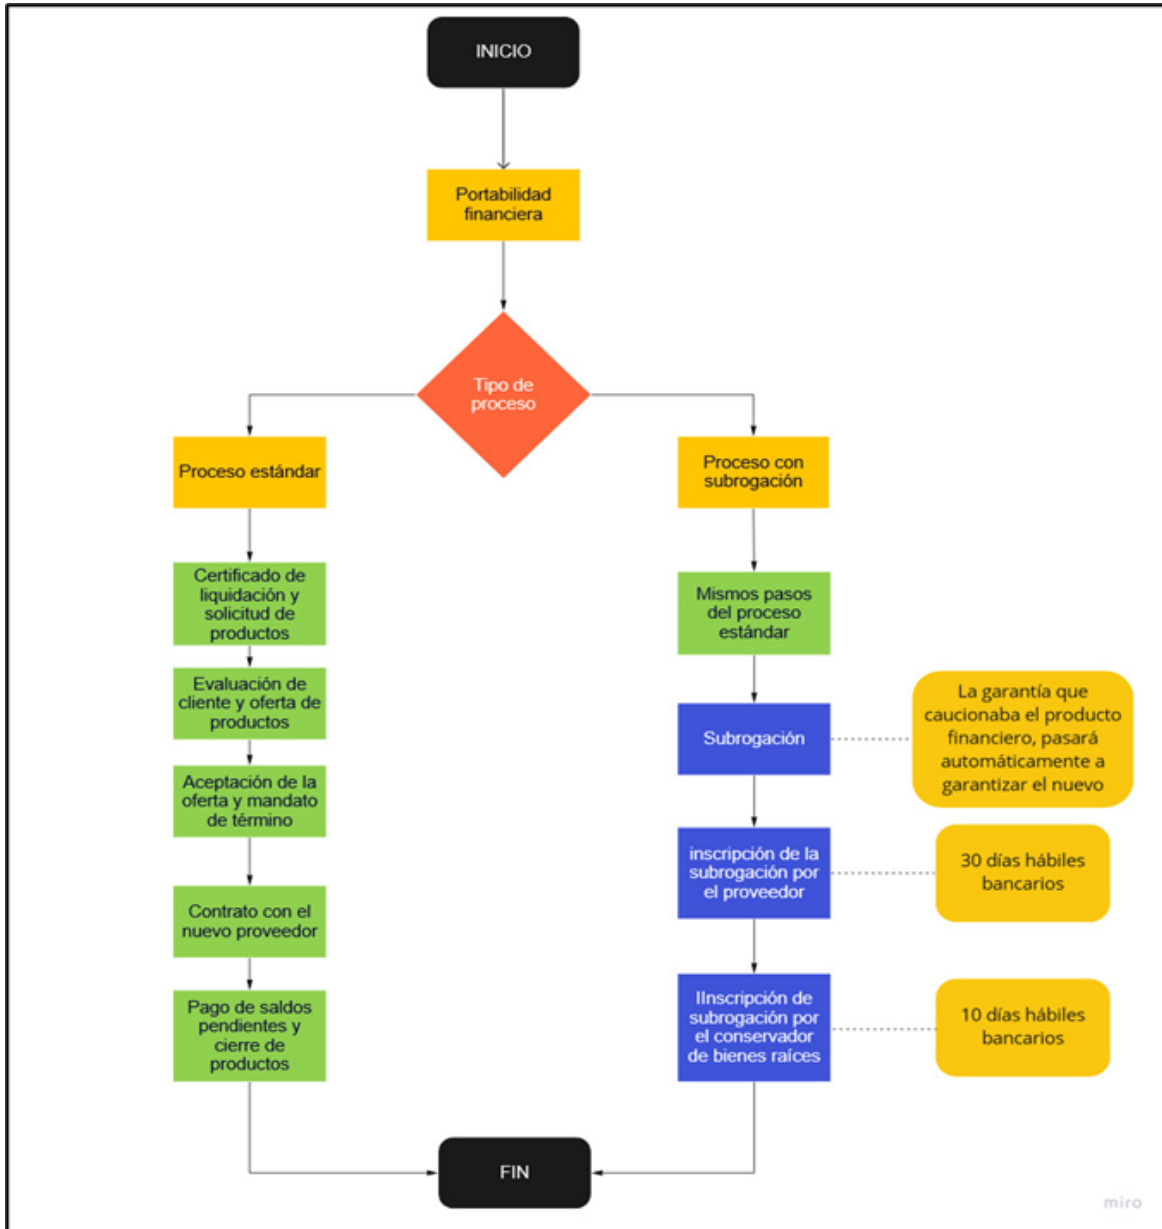 INICIO
Portabilidad
financiera
Tipo de
proceso
Proceso estándar
Certificado de
liquidación y
solicitud de
productos
Evaluación de
cliente y oferta de
productos
Aceptación de la
oferta y mandato
de término
Contrato con el
nuevo proveedor
Pago de saldos
pendientes y
cierre de
productos
Proceso con
subrogación
Mismos pasos
del proceso
estándar
Subrogación
La garantía que
caucionaba el producto
financiero, pasará
automáticamente a
garantizar el nuevo
inscripción de la
subrogación por
el proveedor
30 días hábiles
bancarios
IInscripción de
subrogación por
el conservador
de bienes raíces
10 días hábiles
bancarios
FIN
miro